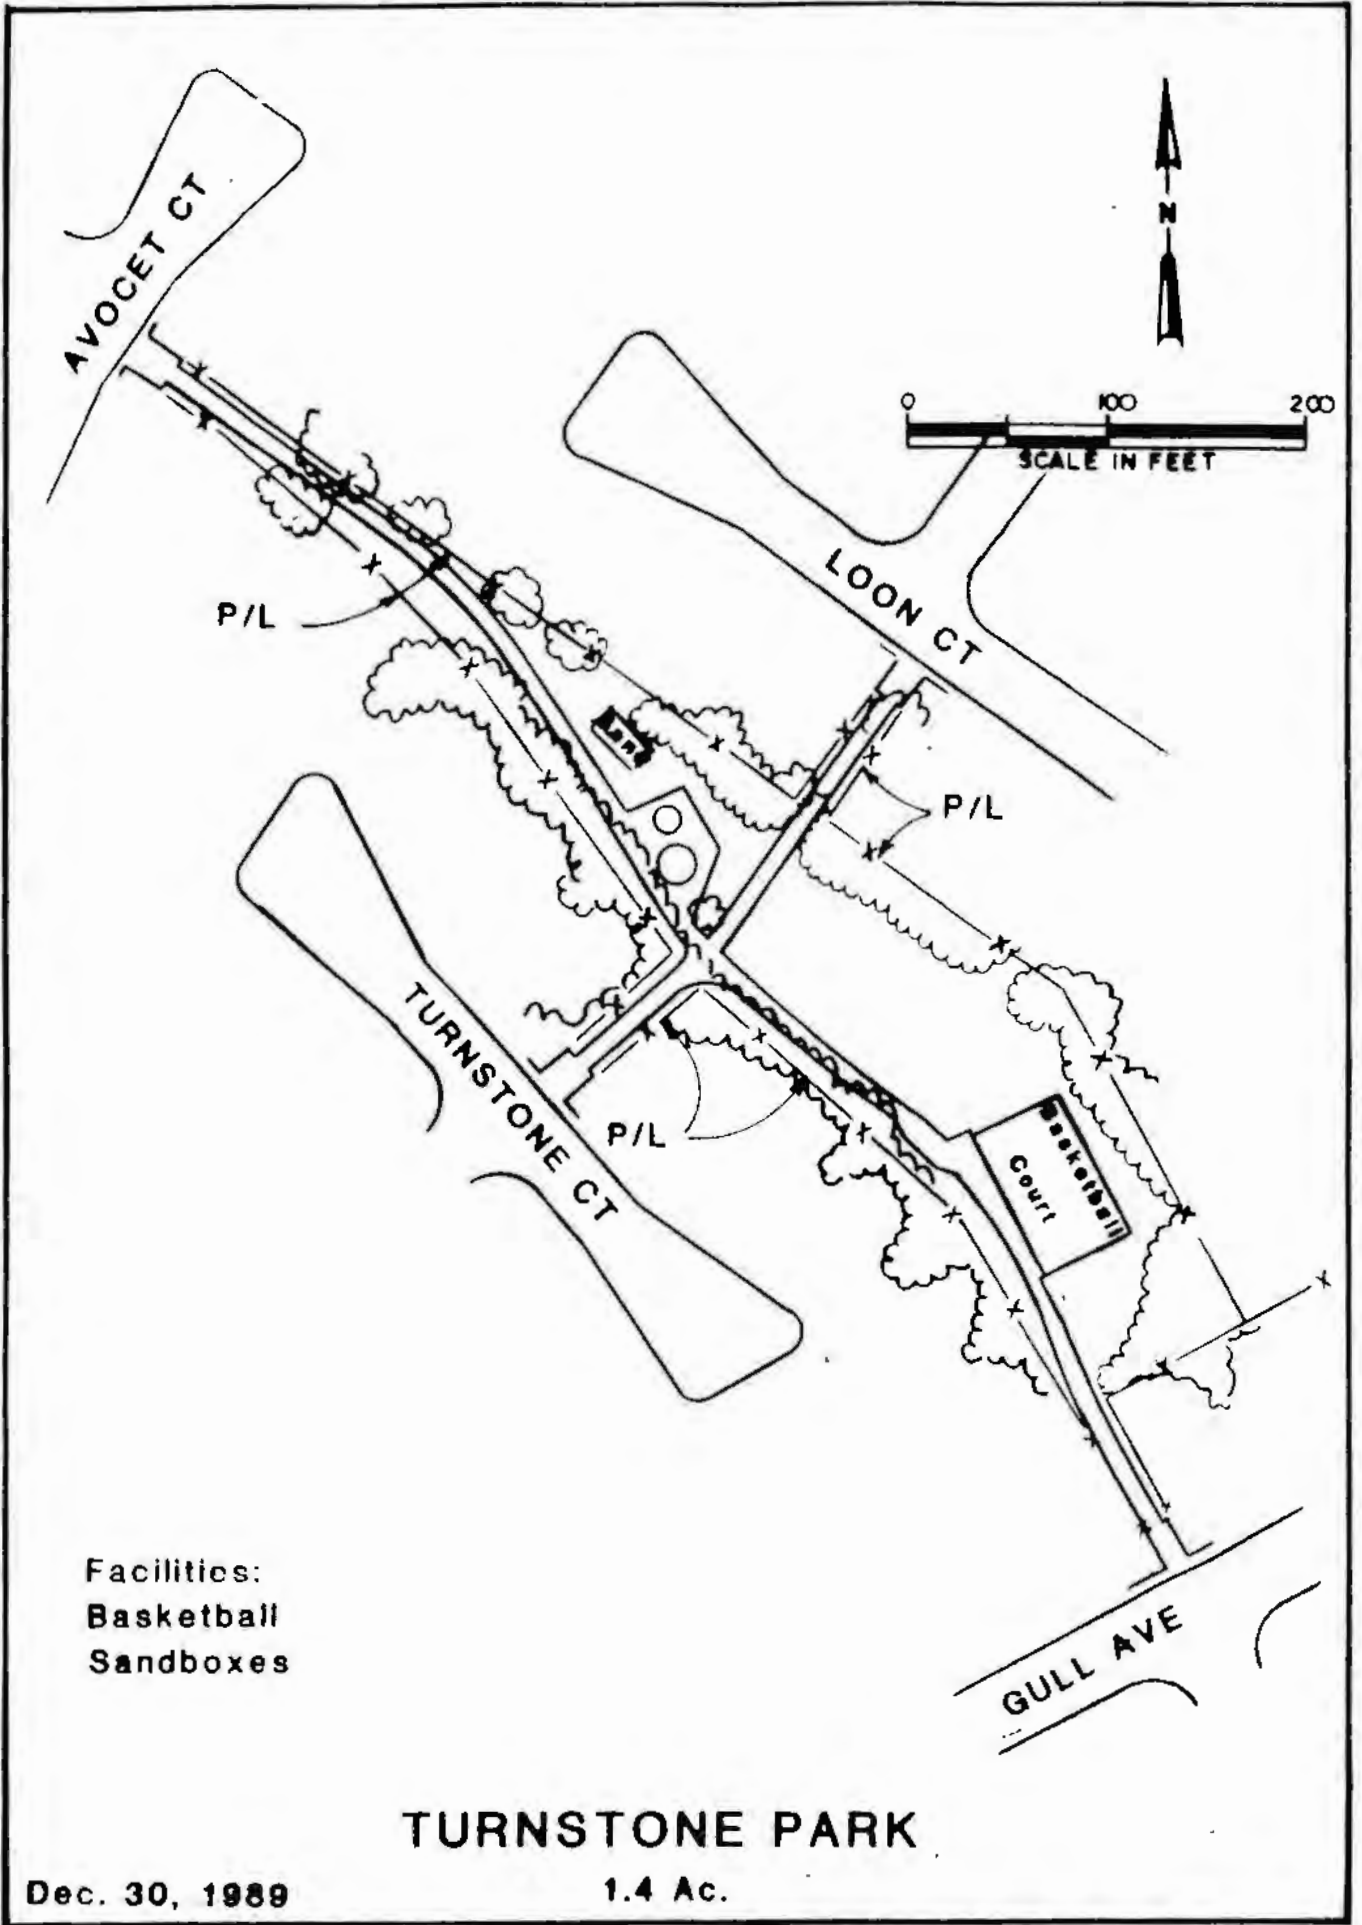 AVOCET CT
N
0 100 200
SCALE IN FEET
LOON CT
P/L
P/L
TURNSTONE CT
P/L
Basketball
Court
Facilities:
Basketball
Sandboxes
GULL AVE
TURNSTONE PARK
1.4 Ac.
Dec. 30, 1989